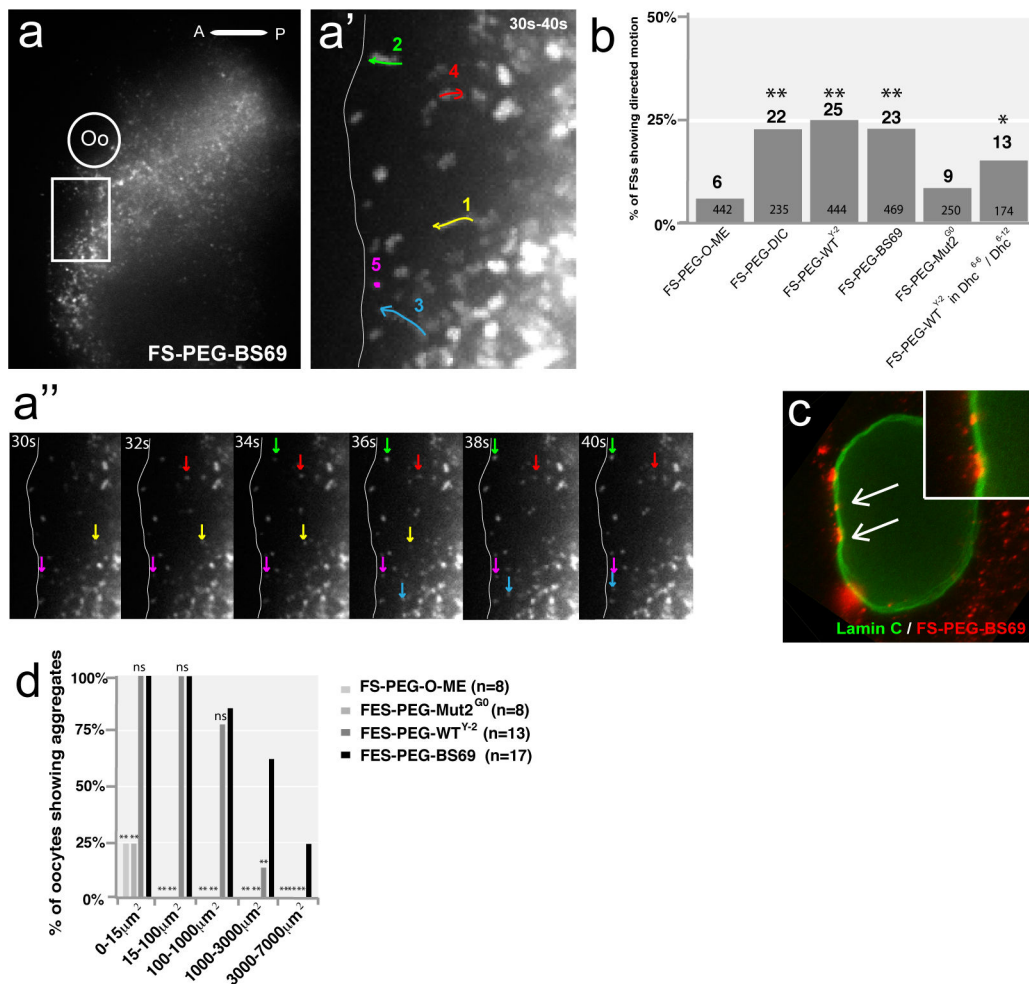 a
A P
Oo
FS-PEG-BS69
a'
30s-40s
2
4
1
5
3
b
% of FSs showing directed motion
50%
25%
0%
6
** 22
** 25
** 23
9
* 13
442
235
444
469
250
174
FS-PEG-O-ME
FS-PEG-DIC
FS-PEG-WT^Y-2
FS-PEG-BS69
FS-PEG-Mut2^G0
FS-PEG-WT^Y-2 in Dhc^6-6 / Dhc^6-12
a''
30s
32s
34s
36s
38s
40s
c
Lamin C / FS-PEG-BS69
d
% of oocytes showing aggregates
100%
75%
50%
25%
0%
ns
ns
ns
** **
** **
** **
** **
**
** ** **
0-15µm²
15-100µm²
100-1000µm²
1000-3000µm²
3000-7000µm²
FS-PEG-O-ME (n=8)
FES-PEG-Mut2^G0 (n=8)
FES-PEG-WT^Y-2 (n=13)
FES-PEG-BS69 (n=17)